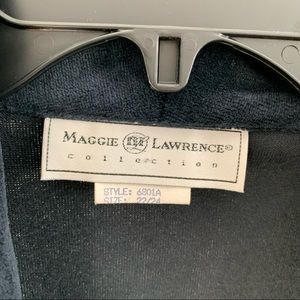 MAGGIE LAWRENCE®
collection
STYLE: 6801A
SIZE: 22/24